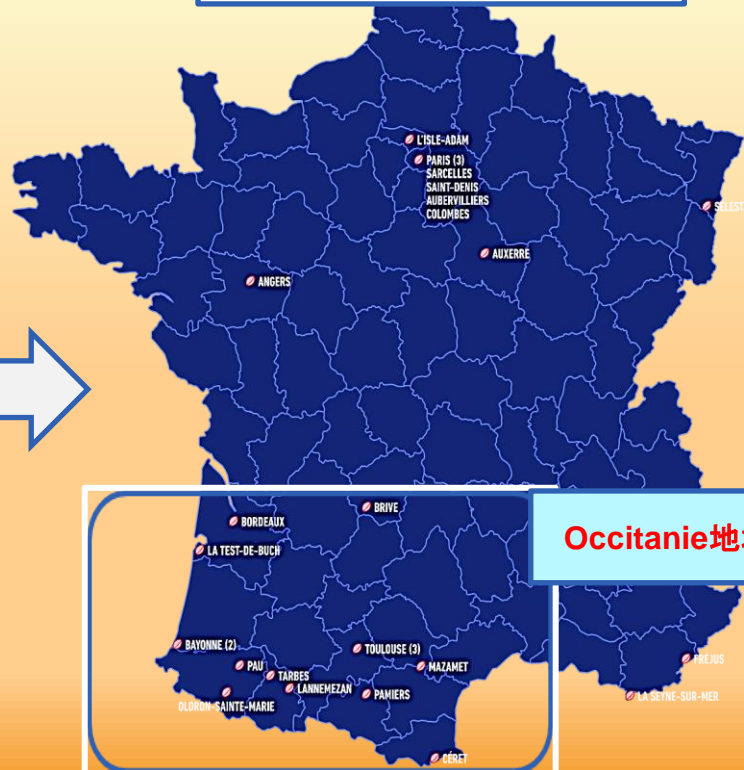 L'ISLE-ADAM
PARIS (3)
SARCELLES
SAINT-DENIS
AUBERVILLIERS
COLOMBES
SELEST
AUXERRE
ANGERS
BRIVE
BORDEAUX
Occitanie地
LA TEST-DE-BUCH
BAYONNE (2)
TOULOUSE (3)
FRÉJUS
PAU
MAZAMET
TARBES
LANNEMEZAN
PAMIERS
LA SEYNE-SUR-MER
OLORON-SAINTE-MARIE
CÉRET